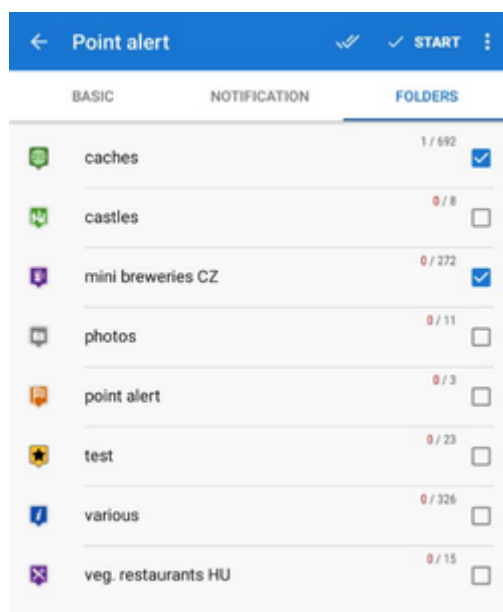 Point alert START
BASIC NOTIFICATION FOLDERS
caches 1 / 692
castles 0 / 8
mini breweries CZ 0 / 272
photos 0 / 11
point alert 0 / 3
test 0 / 23
various 0 / 326
veg. restaurants HU 0 / 15